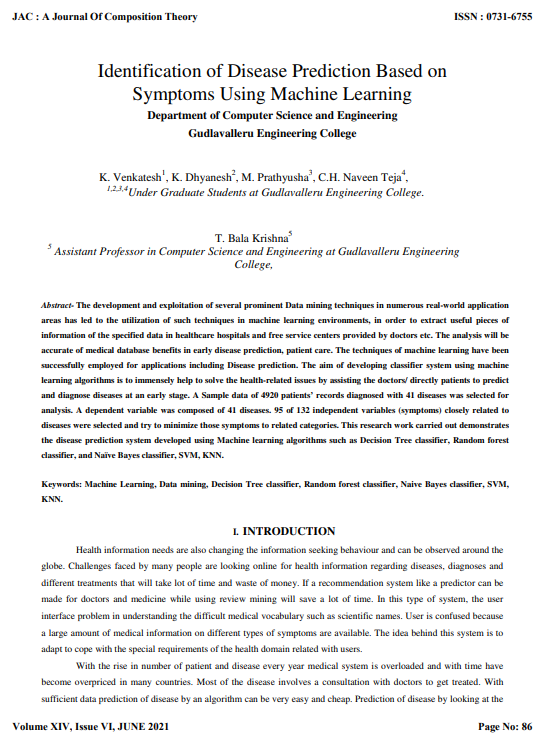 JAC : A Journal Of Composition Theory ISSN : 0731-6755
Identification of Disease Prediction Based on
Symptoms Using Machine Learning
Department of Computer Science and Engineering
Gudlavalleru Engineering College
K. Venkatesh1, K. Dhyanesh2, M. Prathyusha3, C.H. Naveen Teja4,
1,2,3,4Under Graduate Students at Gudlavalleru Engineering College.
T. Bala Krishna5
5 Assistant Professor in Computer Science and Engineering at Gudlavalleru Engineering
College,
Abstract- The development and exploitation of several prominent Data mining techniques in numerous real-world application
areas has led to the utilization of such techniques in machine learning environments, in order to extract useful pieces of
information of the specified data in healthcare hospitals and free service centers provided by doctors etc. The analysis will be
accurate of medical database benefits in early disease prediction, patient care. The techniques of machine learning have been
successfully employed for applications including Disease prediction. The aim of developing classifier system using machine
learning algorithms is to immensely help to solve the health-related issues by assisting the doctors/ directly patients to predict
and diagnose diseases at an early stage. A Sample data of 4920 patients' records diagnosed with 41 diseases was selected for
analysis. A dependent variable was composed of 41 diseases. 95 of 132 independent variables (symptoms) closely related to
diseases were selected and try to minimize those symptoms to related categories. This research work carried out demonstrates
the disease prediction system developed using Machine learning algorithms such as Decision Tree classifier, Random forest
classifier, and Naïve Bayes classifier, SVM, KNN.
Keywords: Machine Learning, Data mining, Decision Tree classifier, Random forest classifier, Naive Bayes classifier, SVM,
KNN.
I. INTRODUCTION
Health information needs are also changing the information seeking behaviour and can be observed around the
globe. Challenges faced by many people are looking online for health information regarding diseases, diagnoses and
different treatments that will take lot of time and waste of money. If a recommendation system like a predictor can be
made for doctors and medicine while using review mining will save a lot of time. In this type of system, the user
interface problem in understanding the difficult medical vocabulary such as scientific names. User is confused because
a large amount of medical information on different types of symptoms are available. The idea behind this system is to
adapt to cope with the special requirements of the health domain related with users.
With the rise in number of patient and disease every year medical system is overloaded and with time have
become overpriced in many countries. Most of the disease involves a consultation with doctors to get treated. With
sufficient data prediction of disease by an algorithm can be very easy and cheap. Prediction of disease by looking at the
Volume XIV, Issue VI, JUNE 2021 Page No: 86